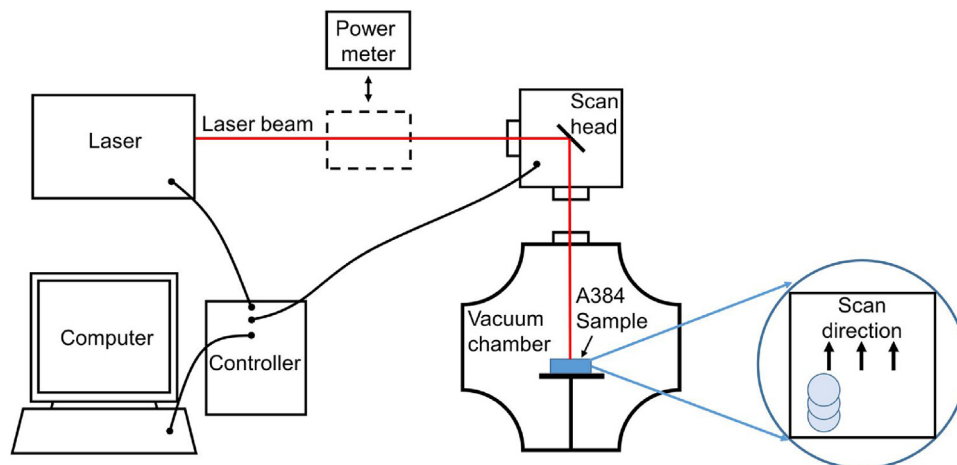 Power
meter
Laser
Laser beam
Scan
head
Computer
Controller
Vacuum
chamber
A384
Sample
Scan
direction